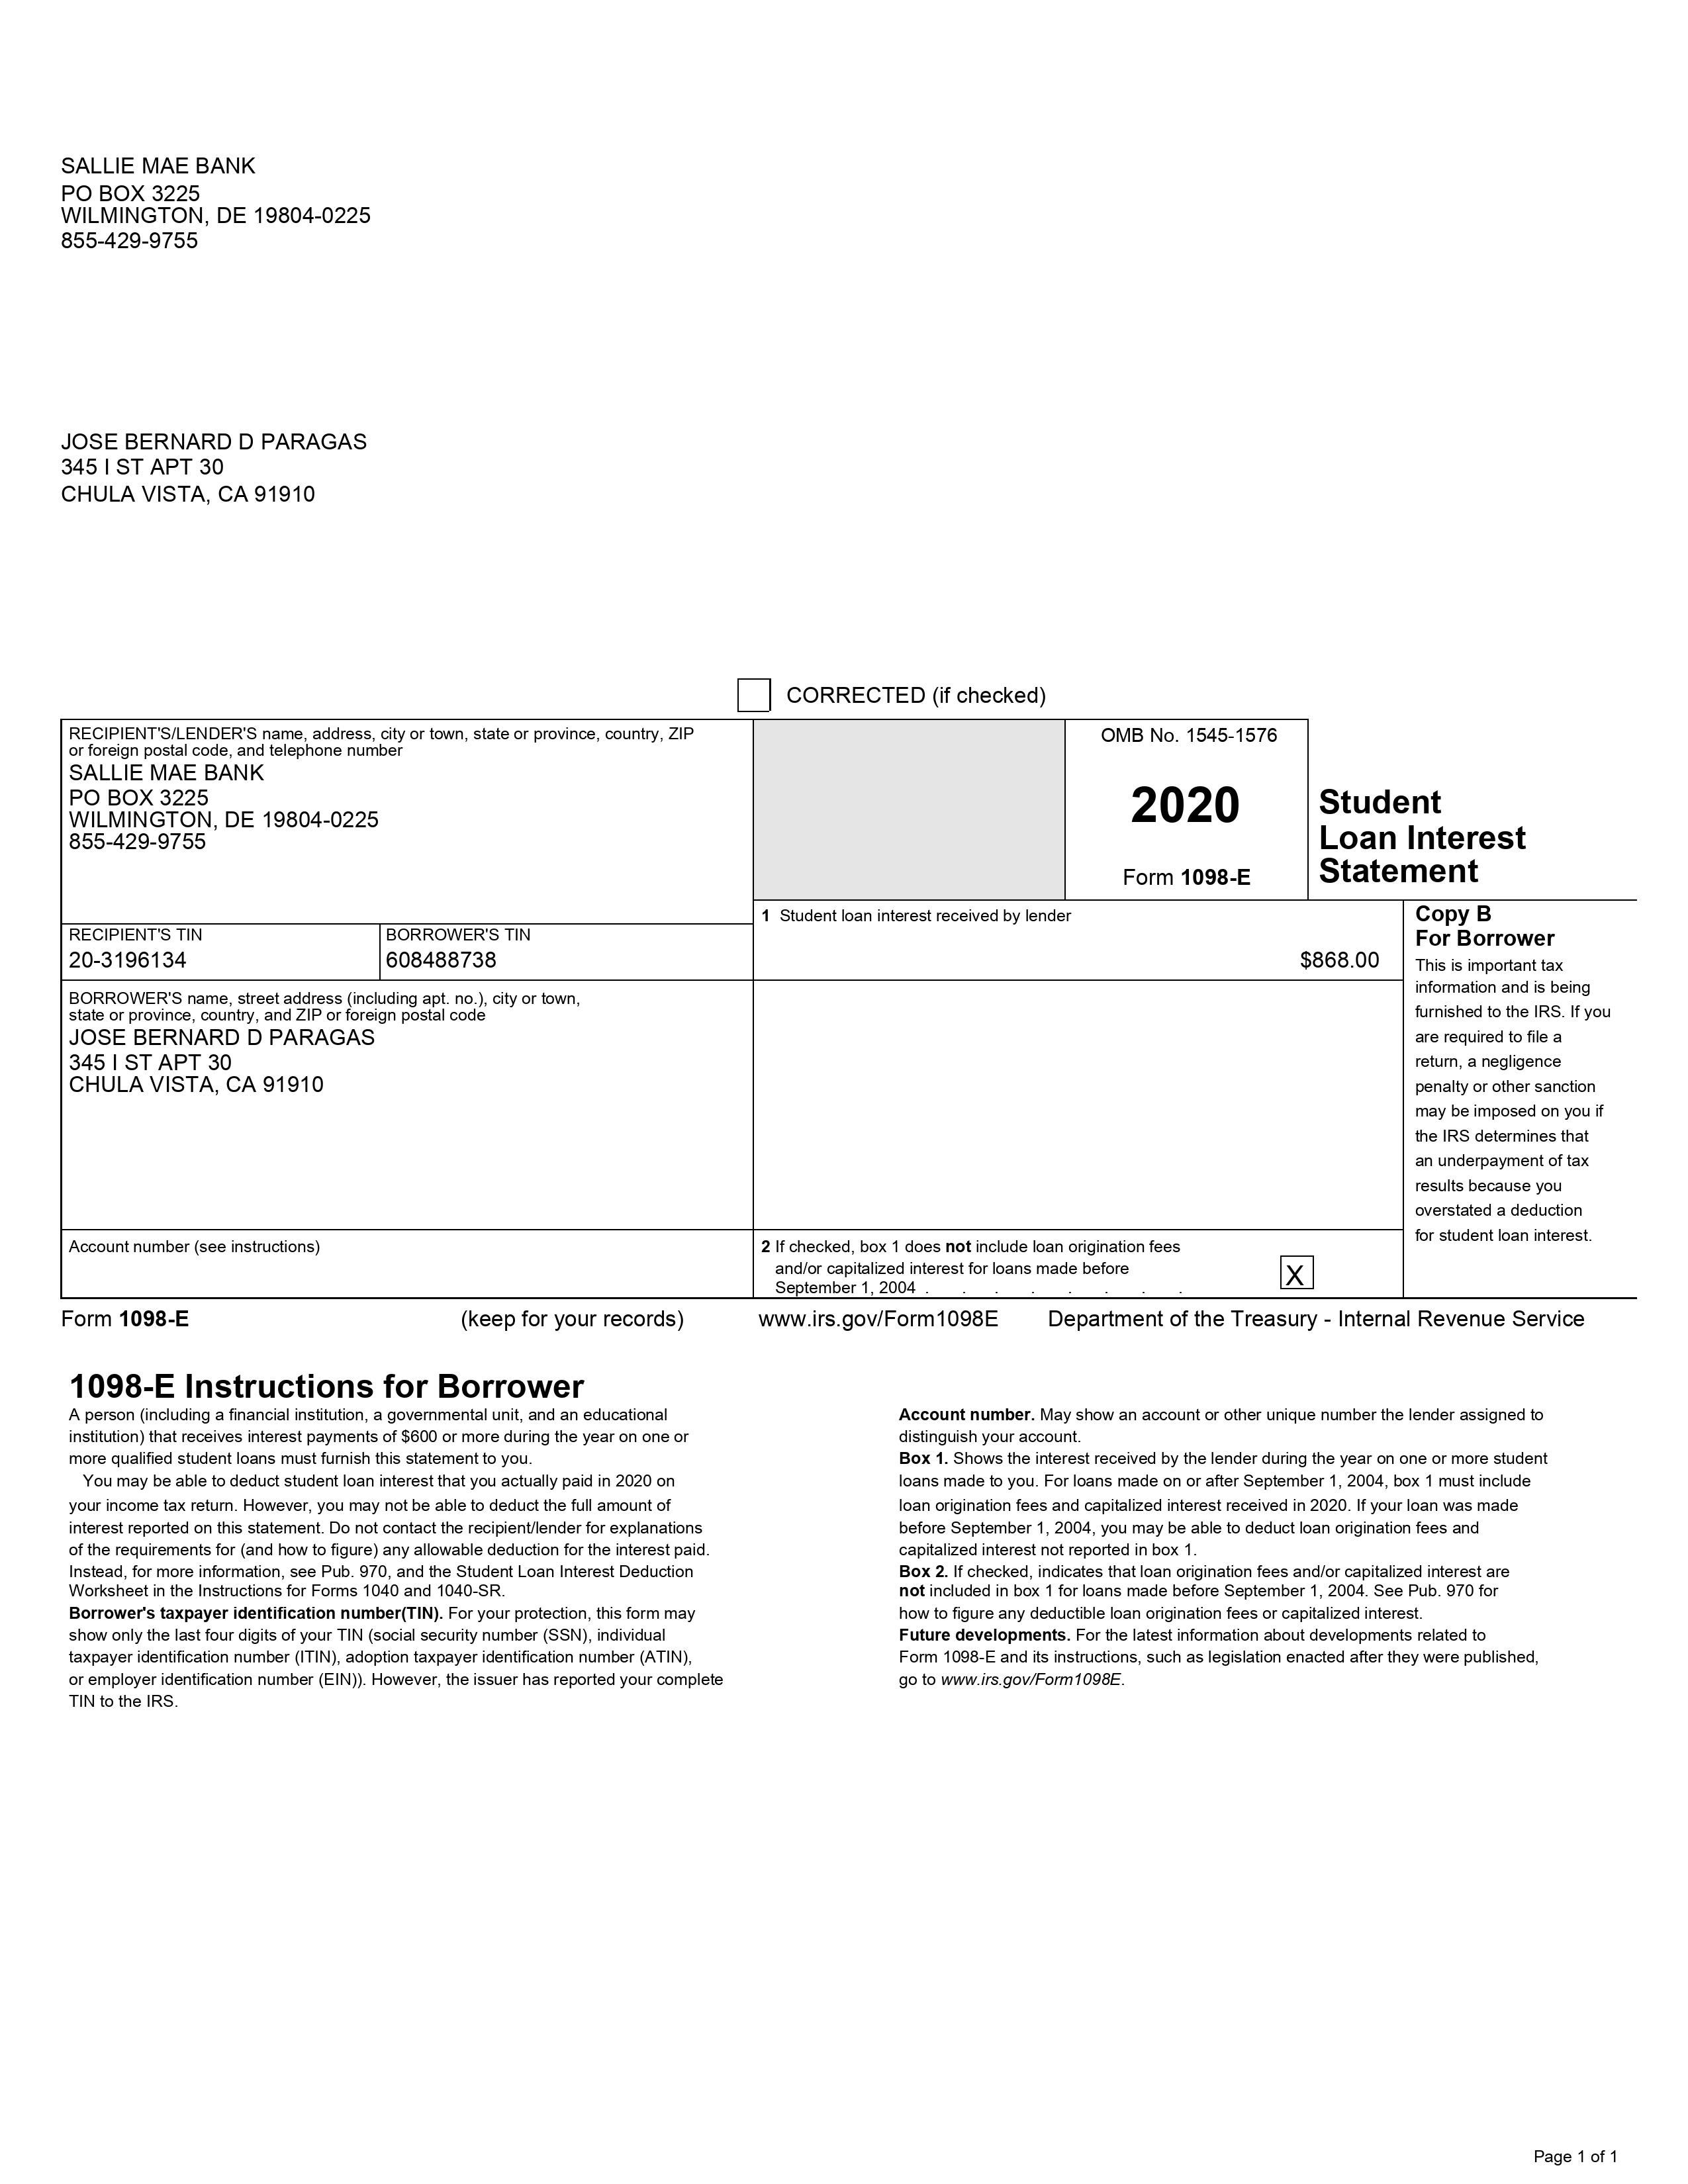 SALLIE MAE BANK
PO BOX 3225
WILMINGTON, DE 19804-0225
855-429-9755
JOSE BERNARD D PARAGAS
345 I ST APT 30
CHULA VISTA, CA 91910
CORRECTED (if checked)
RECIPIENT'S/LENDER'S name, address, city or town, state or province, country, ZIP
or foreign postal code, and telephone number
SALLIE MAE BANK
PO BOX 3225
WILMINGTON, DE 19804-0225
855-429-9755
OMB No. 1545-1576
2020
Form 1098-E
Student
Loan Interest
Statement
RECIPIENT'S TIN
20-3196134
BORROWER'S TIN
608488738
1 Student loan interest received by lender
$868.00
Copy B
For Borrower
This is important tax
information and is being
furnished to the IRS. If you
are required to file a
return, a negligence
penalty or other sanction
may be imposed on you if
the IRS determines that
an underpayment of tax
results because you
overstated a deduction
for student loan interest.
BORROWER'S name, street address (including apt. no.), city or town,
state or province, country, and ZIP or foreign postal code
JOSE BERNARD D PARAGAS
345 I ST APT 30
CHULA VISTA, CA 91910
Account number (see instructions)
2 If checked, box 1 does not include loan origination fees
and/or capitalized interest for loans made before
September 1, 2004 . . . . . . . .
X
Form 1098-E (keep for your records) www.irs.gov/Form1098E Department of the Treasury - Internal Revenue Service
1098-E Instructions for Borrower
A person (including a financial institution, a governmental unit, and an educational
institution) that receives interest payments of $600 or more during the year on one or
more qualified student loans must furnish this statement to you.
You may be able to deduct student loan interest that you actually paid in 2020 on
your income tax return. However, you may not be able to deduct the full amount of
interest reported on this statement. Do not contact the recipient/lender for explanations
of the requirements for (and how to figure) any allowable deduction for the interest paid.
Instead, for more information, see Pub. 970, and the Student Loan Interest Deduction
Worksheet in the Instructions for Forms 1040 and 1040-SR.
Borrower's taxpayer identification number(TIN). For your protection, this form may
show only the last four digits of your TIN (social security number (SSN), individual
taxpayer identification number (ITIN), adoption taxpayer identification number (ATIN),
or employer identification number (EIN)). However, the issuer has reported your complete
TIN to the IRS.
Account number. May show an account or other unique number the lender assigned to
distinguish your account.
Box 1. Shows the interest received by the lender during the year on one or more student
loans made to you. For loans made on or after September 1, 2004, box 1 must include
loan origination fees and capitalized interest received in 2020. If your loan was made
before September 1, 2004, you may be able to deduct loan origination fees and
capitalized interest not reported in box 1.
Box 2. If checked, indicates that loan origination fees and/or capitalized interest are
not included in box 1 for loans made before September 1, 2004. See Pub. 970 for
how to figure any deductible loan origination fees or capitalized interest.
Future developments. For the latest information about developments related to
Form 1098-E and its instructions, such as legislation enacted after they were published,
go to www.irs.gov/Form1098E.
Page 1 of 1